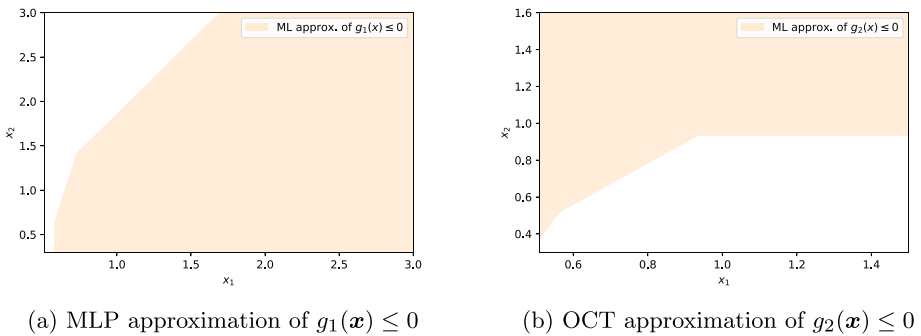 3.0
2.5
2.0
1.5
1.0
0.5
x₂
1.0 1.5 2.0 2.5 3.0
x₁
ML approx. of g₁(x) ≤ 0
(a) MLP approximation of g₁(x) ≤ 0
1.6
1.4
1.2
1.0
0.8
0.6
0.4
x₂
0.6 0.8 1.0 1.2 1.4
x₁
ML approx. of g₂(x) ≤ 0
(b) OCT approximation of g₂(x) ≤ 0